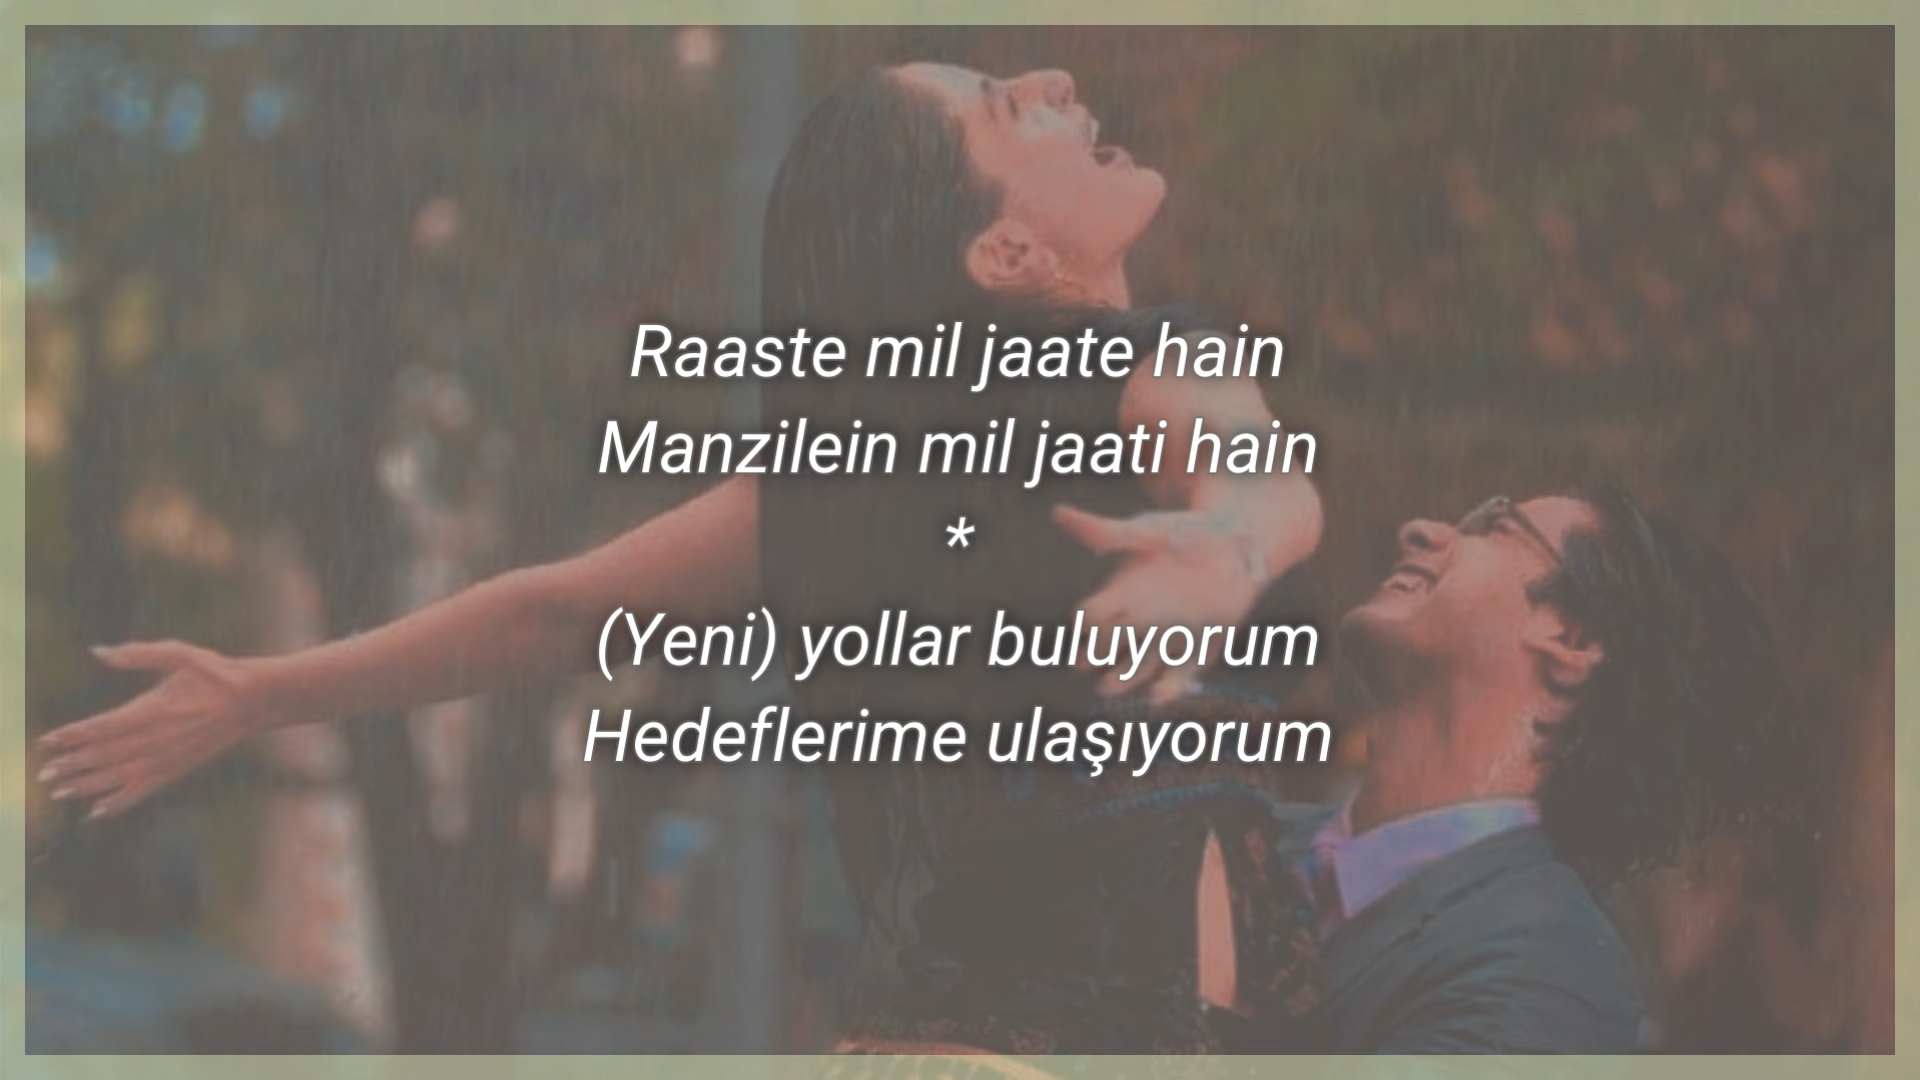 Raaste mil jaate hain
Manzilein mil jaati hain
*
(Yeni) yollar buluyorum
Hedeflerime ulaşıyorum